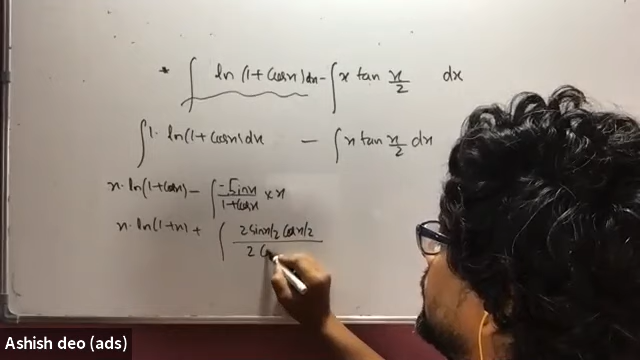 * ∫ ln (1 + cosx) dx - ∫ x tan x/2 dx
∫ 1. ln(1 + cosx) dx - ∫ x tan x/2 dx
x. ln(1+cosx) - ∫ -sinx/1+cosx × x
x. ln(1+x) + ∫ 2 sinx/2 cosx/2 / 2 C
Ashish deo (ads)